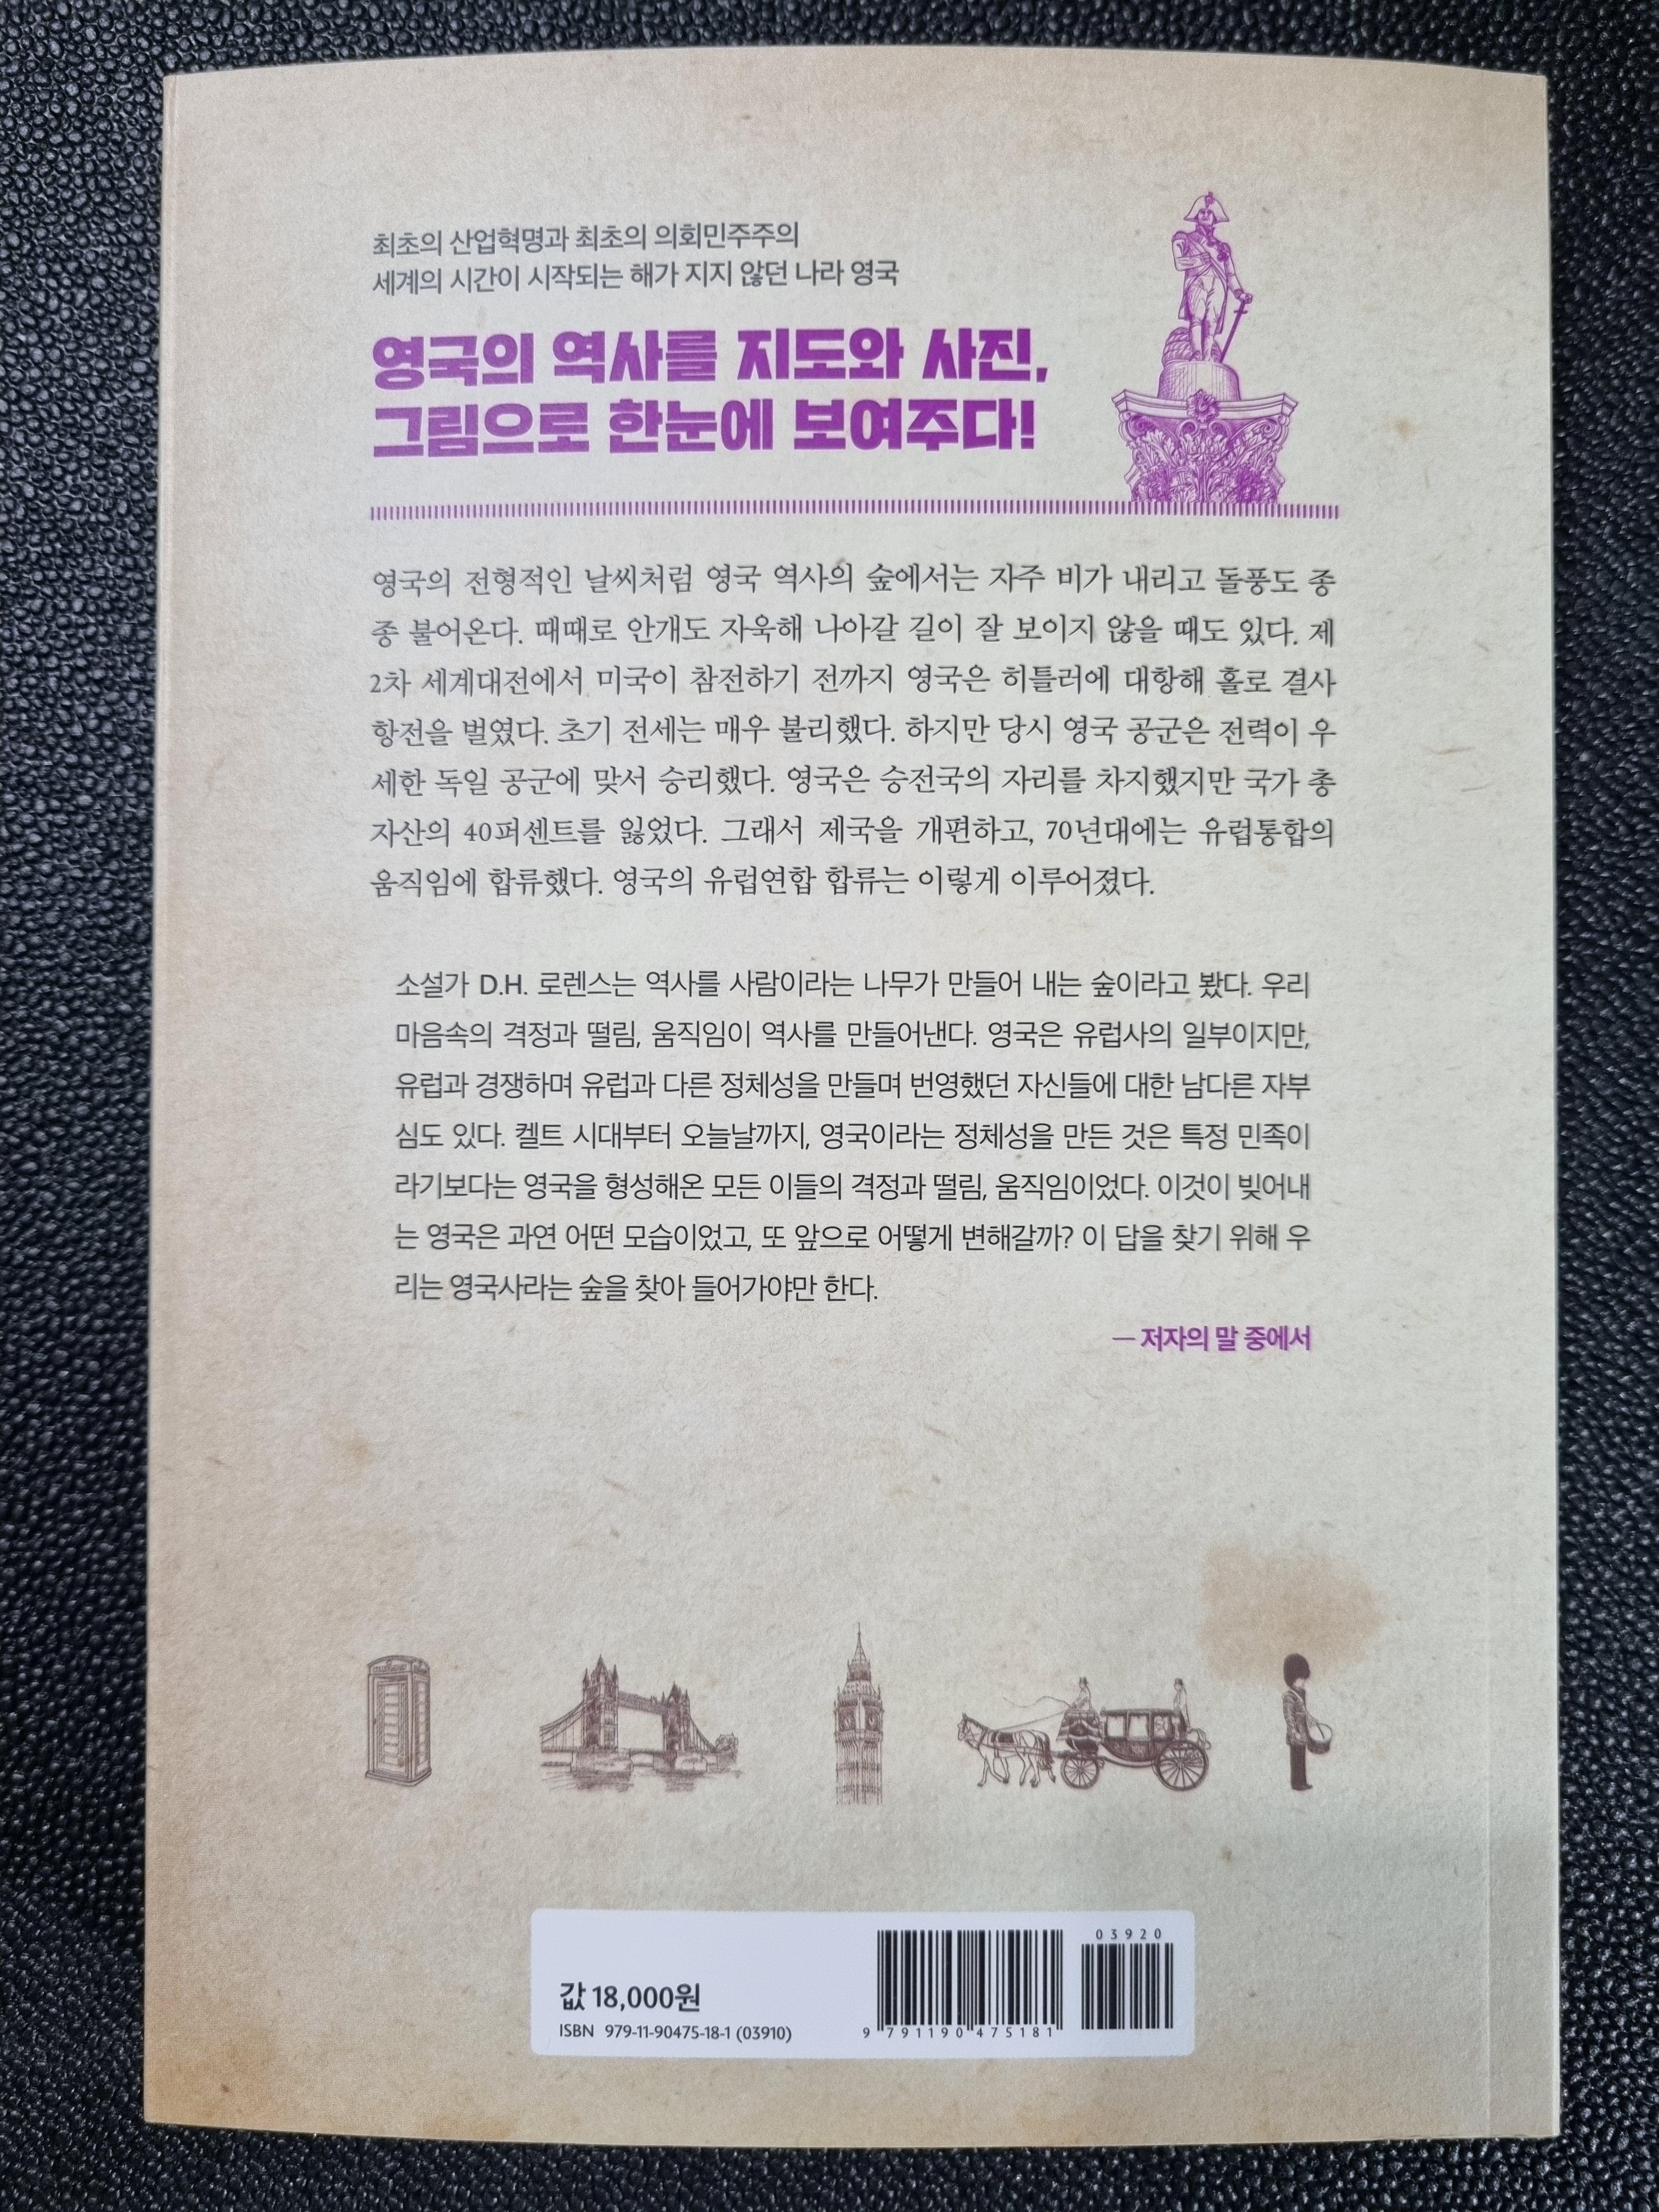 최초의 산업혁명과 최초의 의회민주주의
세계의 시간이 시작되는 해가 지지 않던 나라 영국
영국의 역사를 지도와 사진,
그림으로 한눈에 보여주다!
영국의 전형적인 날씨처럼 영국 역사의 숲에서는 자주 비가 내리고 돌풍도 종
종 불어온다. 때때로 안개도 자욱해 나아갈 길이 잘 보이지 않을 때도 있다. 제
2차 세계대전에서 미국이 참전하기 전까지 영국은 히틀러에 대항해 홀로 결사
항전을 벌였다. 초기 전세는 매우 불리했다. 하지만 당시 영국 공군은 전력이 우
세한 독일 공군에 맞서 승리했다. 영국은 승전국의 자리를 차지했지만 국가 총
자산의 40퍼센트를 잃었다. 그래서 제국을 개편하고, 70년대에는 유럽통합의
움직임에 합류했다. 영국의 유럽연합 합류는 이렇게 이루어졌다.
소설가 D.H. 로렌스는 역사를 사람이라는 나무가 만들어 내는 숲이라고 봤다. 우리
마음속의 격정과 떨림, 움직임이 역사를 만들어낸다. 영국은 유럽사의 일부이지만,
유럽과 경쟁하며 유럽과 다른 정체성을 만들며 번영했던 자신들에 대한 남다른 자부
심도 있다. 켈트 시대부터 오늘날까지, 영국이라는 정체성을 만든 것은 특정 민족이
라기보다는 영국을 형성해온 모든 이들의 격정과 떨림, 움직임이었다. 이것이 빚어내
는 영국은 과연 어떤 모습이었고, 또 앞으로 어떻게 변해갈까? 이 답을 찾기 위해 우
리는 영국사라는 숲을 찾아 들어가야만 한다.
— 저자의 말 중에서
값 18,000원
ISBN 979-11-90475-18-1 (03910)
9 791190 475181
03920